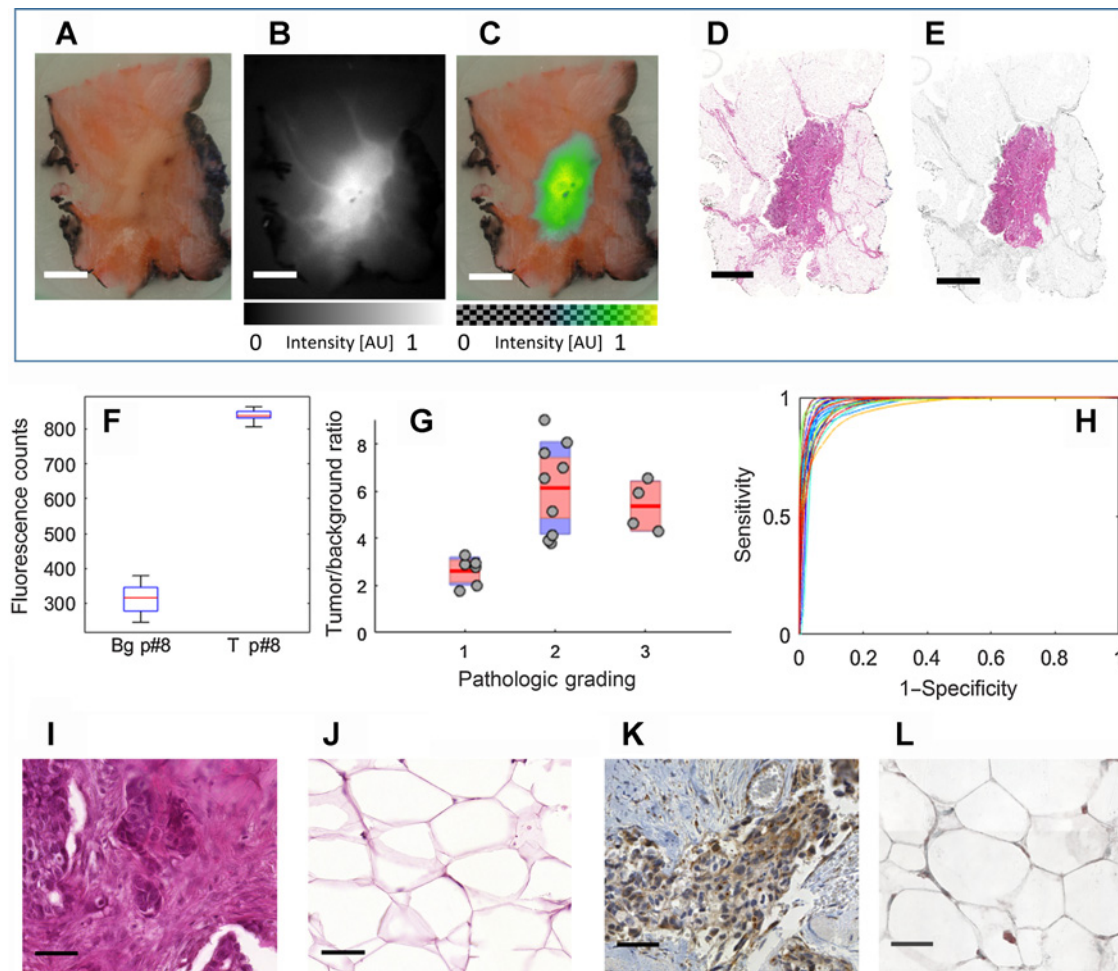 A
B
C
D
E
0 Intensity [AU] 1
0 Intensity [AU] 1
F
Fluorescence counts
800
700
600
500
400
300
Bg p#8
T p#8
G
Tumor/background ratio
8
6
4
2
0
1
2
3
Pathologic grading
H
Sensitivity
1
0.5
0
0
0.2
0.4
0.6
0.8
1
1–Specificity
I
J
K
L